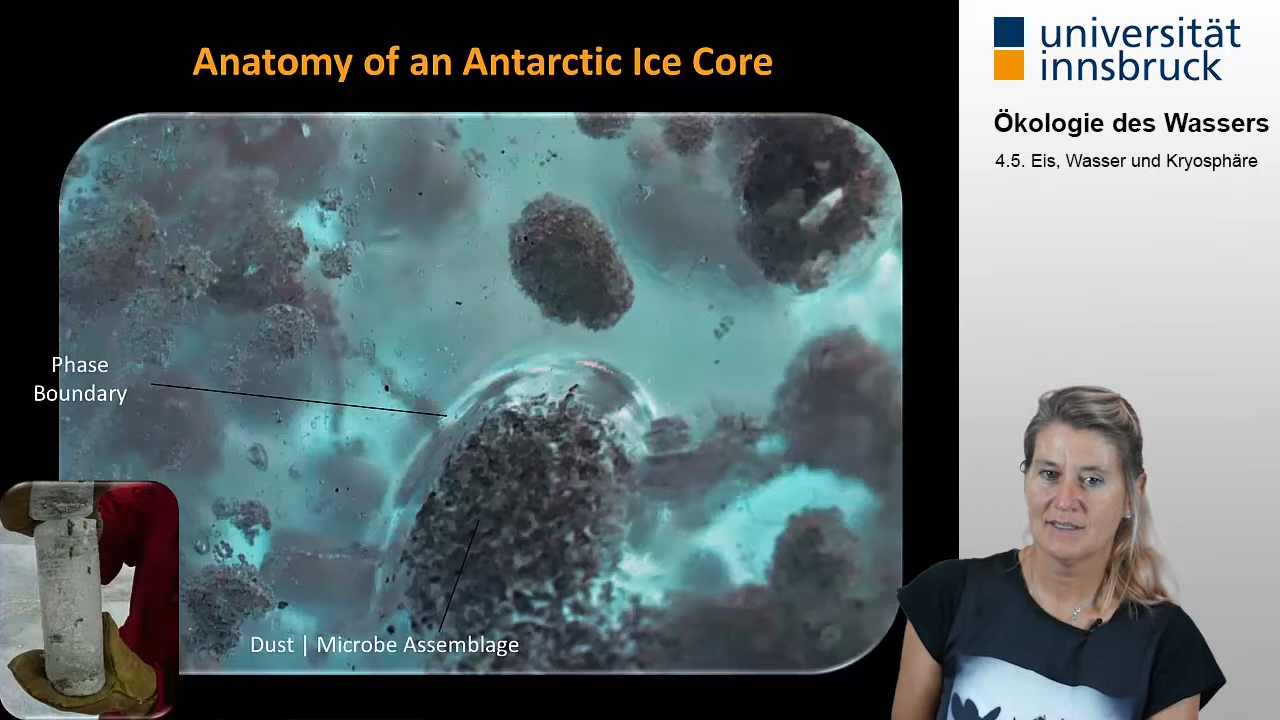 Anatomy of an Antarctic Ice Core
Phase
Boundary
Dust | Microbe Assemblage
universität
innsbruck
Ökologie des Wassers
4.5. Eis, Wasser und Kryosphäre